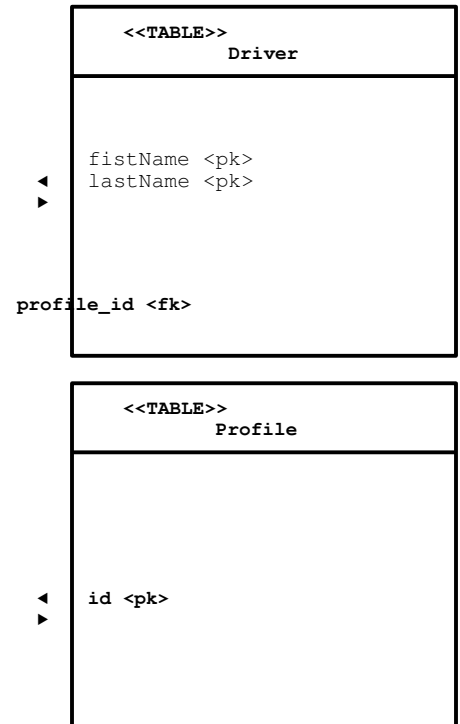 <<TABLE>>
Driver
fistName <pk>
lastName <pk>
profile_id <fk>
<<TABLE>>
Profile
id <pk>